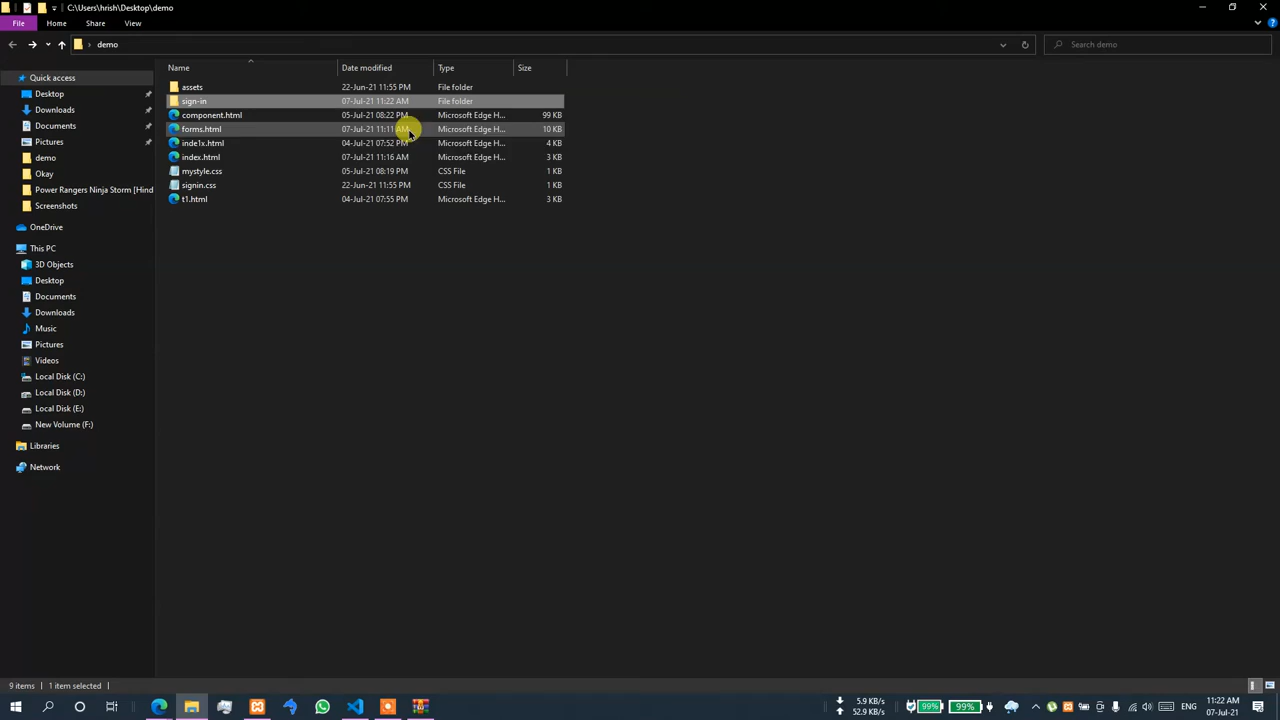 C:\Users\hrish\Desktop\demo
File Home Share View
demo
Search demo
Name Date modified Type Size
Quick access
Desktop
Downloads
Documents
Pictures
demo
Okay
Power Rangers Ninja Storm [Hind
Screenshots
OneDrive
This PC
3D Objects
Desktop
Documents
Downloads
Music
Pictures
Videos
Local Disk (C:)
Local Disk (D:)
Local Disk (E:)
New Volume (F:)
Libraries
Network
assets 22-Jun-21 11:55 PM File folder
sign-in 07-Jul-21 11:22 AM File folder
component.html 05-Jul-21 08:22 PM Microsoft Edge H... 99 KB
forms.html 07-Jul-21 11:11 AM Microsoft Edge H... 10 KB
inde1x.html 04-Jul-21 07:52 PM Microsoft Edge H... 4 KB
index.html 07-Jul-21 11:16 AM Microsoft Edge H... 3 KB
mystyle.css 05-Jul-21 08:19 PM CSS File 1 KB
signin.css 22-Jun-21 11:55 PM CSS File 1 KB
t1.html 04-Jul-21 07:55 PM Microsoft Edge H... 3 KB
9 items 1 item selected
5.9 KB/s
52.9 KB/s
99% 99%
ENG
11:22 AM
07-Jul-21